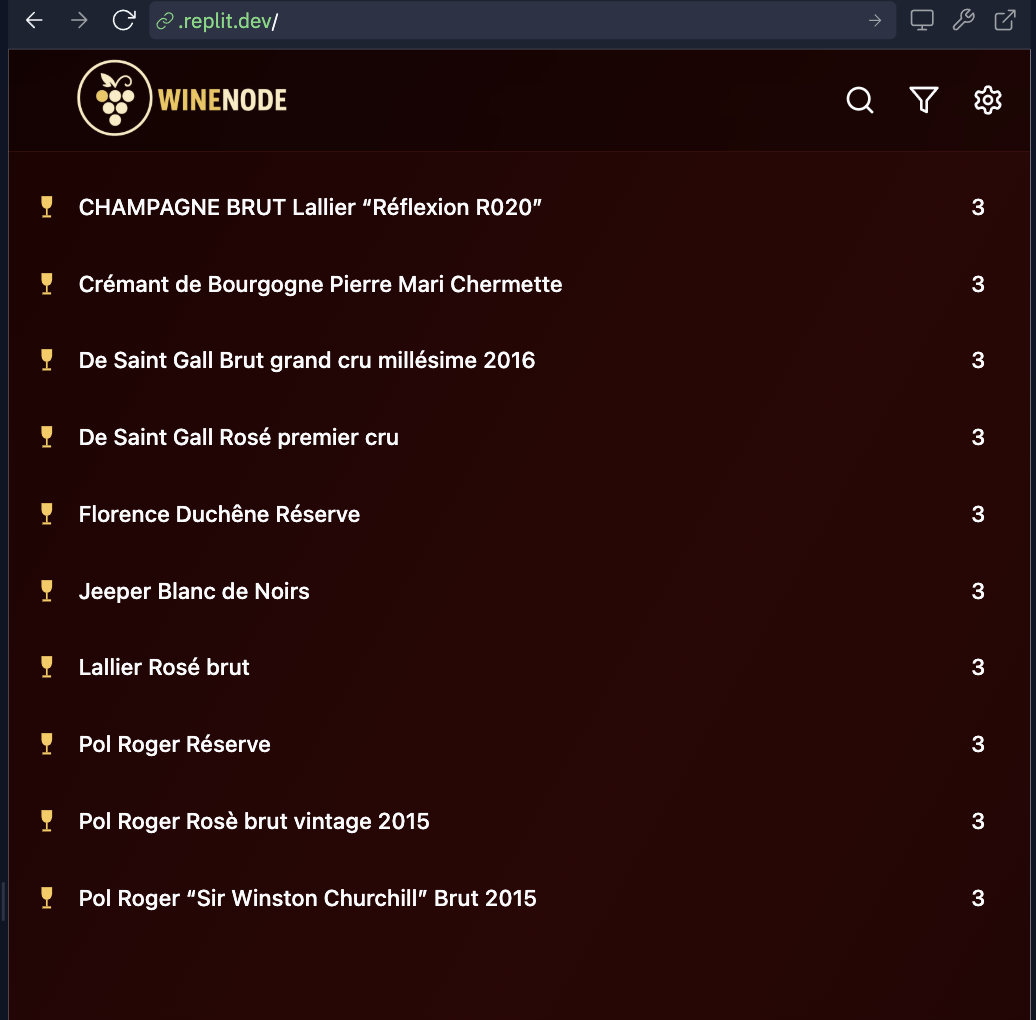 .replit.dev/
WINENODE
CHAMPAGNE BRUT Lallier “Réflexion R020” 3
Crémant de Bourgogne Pierre Mari Chermette 3
De Saint Gall Brut grand cru millésime 2016 3
De Saint Gall Rosé premier cru 3
Florence Duchêne Réserve 3
Jeeper Blanc de Noirs 3
Lallier Rosé brut 3
Pol Roger Réserve 3
Pol Roger Rosè brut vintage 2015 3
Pol Roger “Sir Winston Churchill” Brut 2015 3